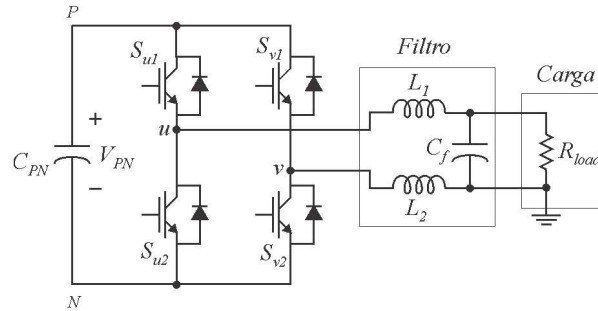 P
S_u1
S_v1
Filtro
L_1
Carga
u
C_PN
+
V_PN
−
C_f
R_load
v
L_2
S_u2
S_v2
N